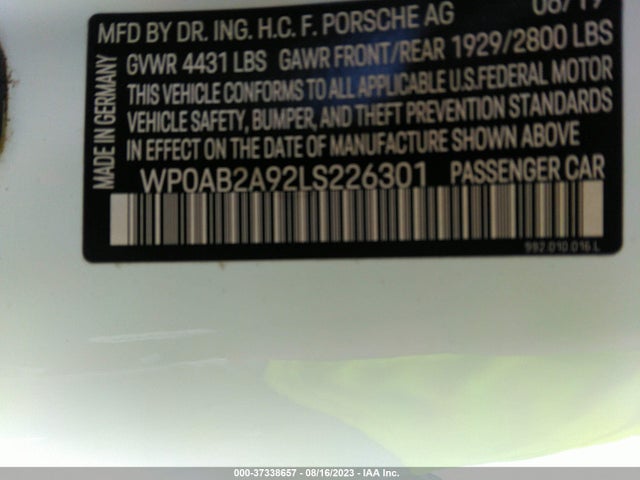 MFD BY DR. ING. H.C. F. PORSCHE AG 06/19
GVWR 4431 LBS GAWR FRONT/REAR 1929/2800 LBS
THIS VEHICLE CONFORMS TO ALL APPLICABLE U.S.FEDERAL MOTOR
VEHICLE SAFETY, BUMPER, AND THEFT PREVENTION STANDARDS
IN EFFECT ON THE DATE OF MANUFACTURE SHOWN ABOVE
MADE IN GERMANY
WP0AB2A92LS226301 PASSENGER CAR
992.010.016.L
000-37338657 - 08/16/2023 - IAA Inc.